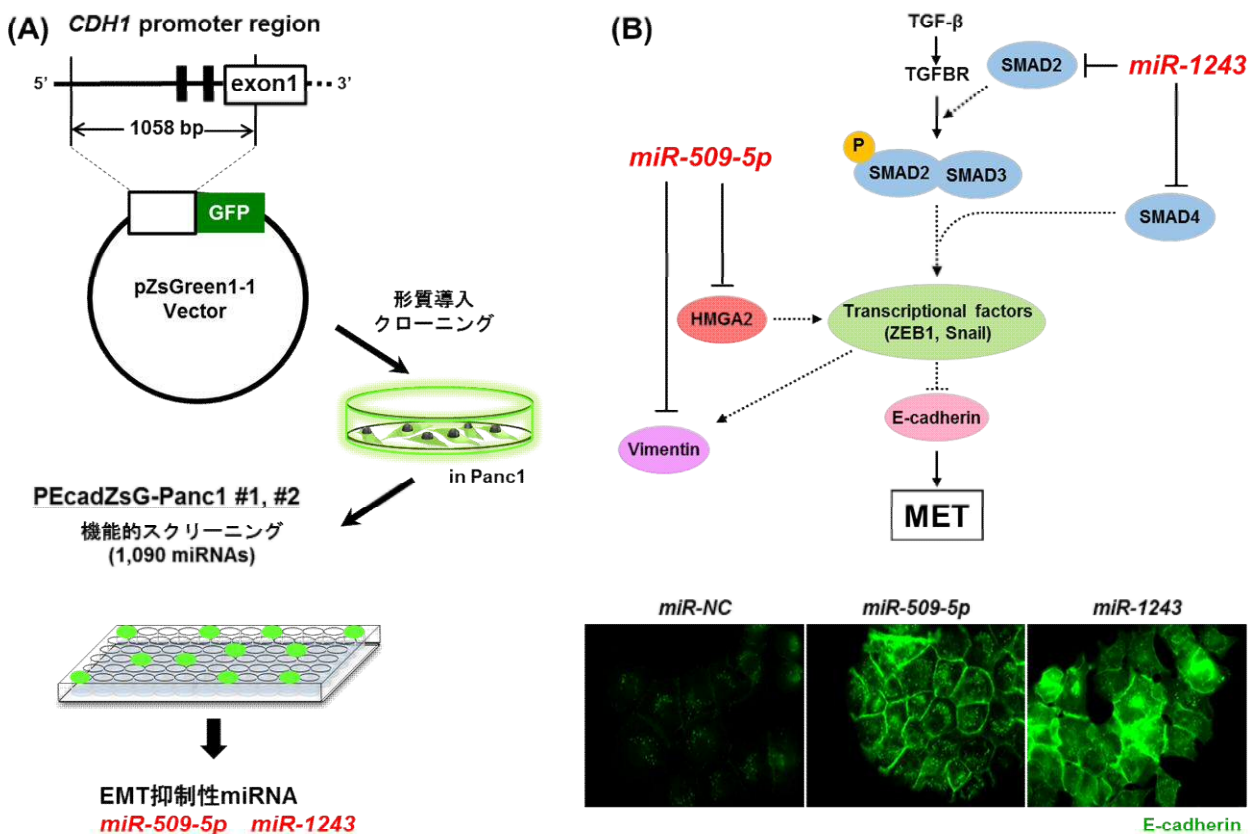 (A)
CDH1 promoter region
5'
exon1
3'
1058 bp
GFP
pZsGreen1-1
Vector
形質導入
クローニング
in Panc1
PEcadZsG-Panc1 #1, #2
機能的スクリーニング
(1,090 miRNAs)
EMT抑制性miRNA
miR-509-5p miR-1243
(B)
TGF-β
TGFBR
SMAD2
miR-1243
miR-509-5p
P
SMAD2
SMAD3
SMAD4
HMGA2
Transcriptional factors
(ZEB1, Snail)
E-cadherin
Vimentin
MET
miR-NC
miR-509-5p
miR-1243
E-cadherin